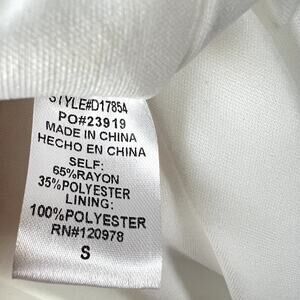 STYLE#D17854
PO#23919
MADE IN CHINA
HECHO EN CHINA
SELF:
65%RAYON
35%POLYESTER
LINING:
100%POLYESTER
RN#120978
S